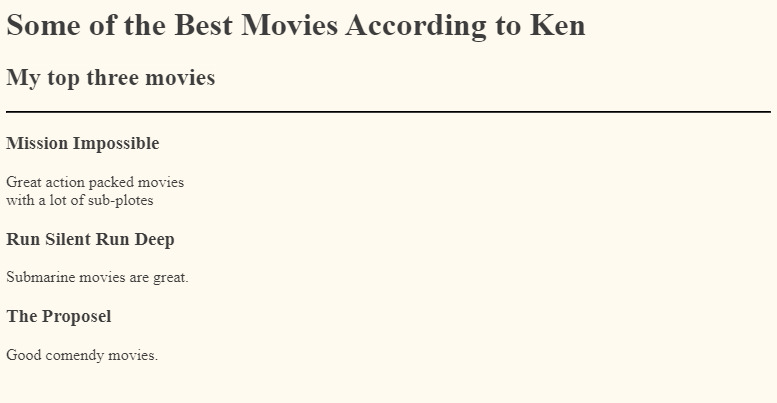 Some of the Best Movies According to Ken
My top three movies
Mission Impossible
Great action packed movies
with a lot of sub-plotes
Run Silent Run Deep
Submarine movies are great.
The Proposel
Good comendy movies.